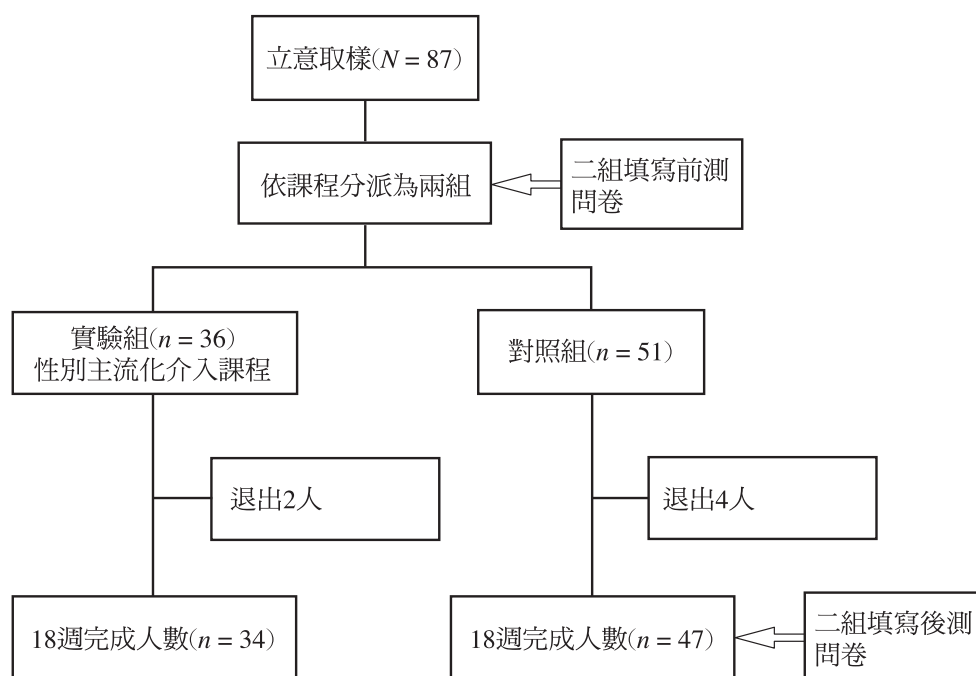 立意取樣(N = 87)
依課程分派為兩組
二組填寫前測
問卷
實驗組(n = 36)
性別主流化介入課程
對照組(n = 51)
退出2人
退出4人
18週完成人數(n = 34)
18週完成人數(n = 47)
二組填寫後測
問卷